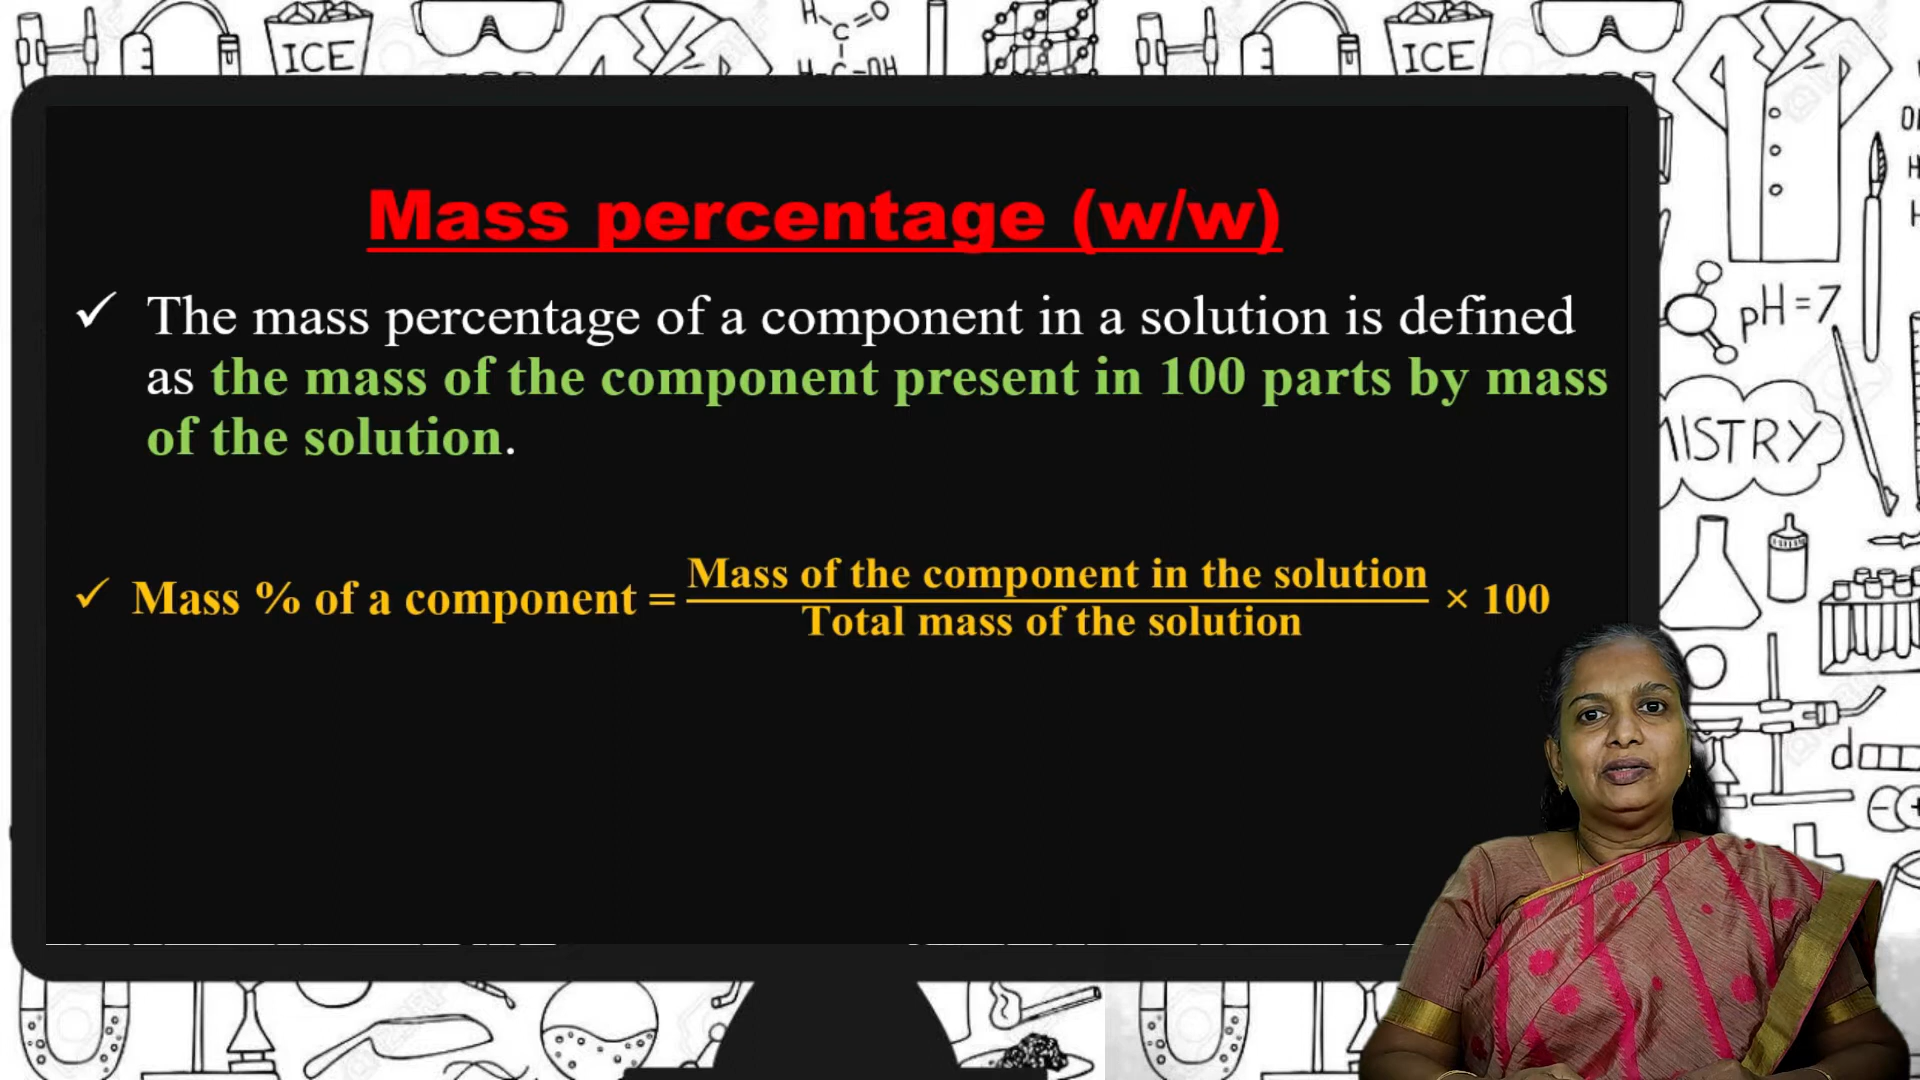 ICE
ICE
H
C
O
H-C-OH
Mass percentage (w/w)
✓ The mass percentage of a component in a solution is defined
as the mass of the component present in 100 parts by mass
of the solution.
✓ Mass % of a component = Mass of the component in the solution
Total mass of the solution
× 100
pH=7
MISTRY